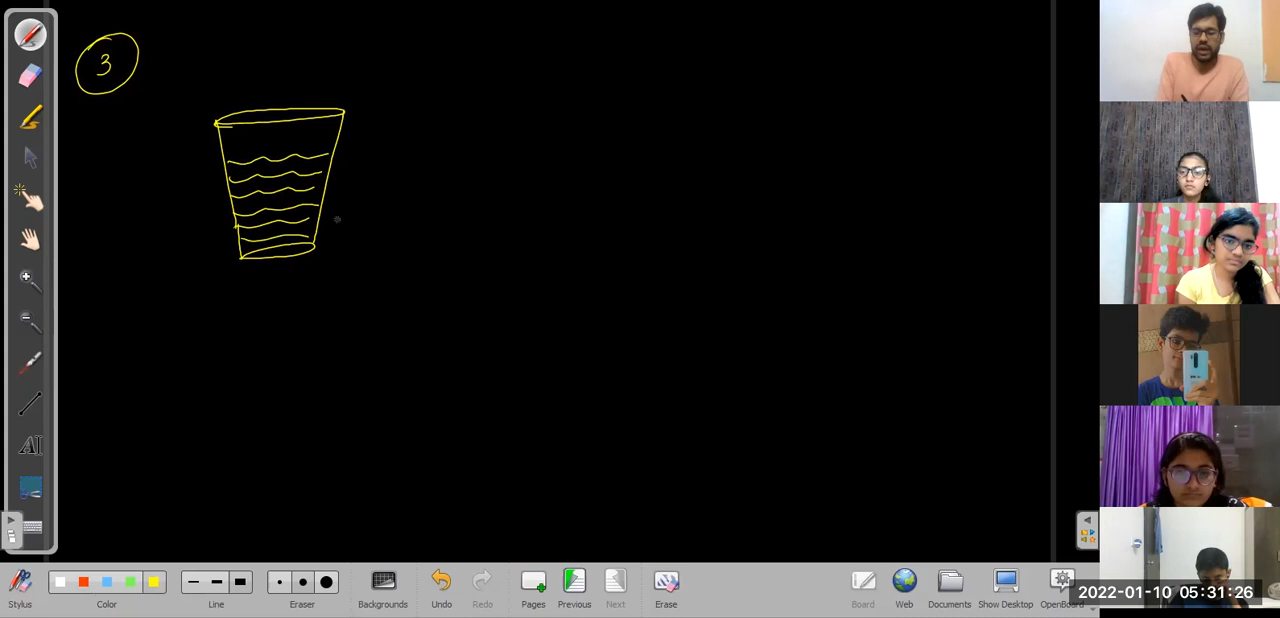 3
AI
Stylus
Color
Line
Eraser
Backgrounds
Undo
Redo
Pages
Previous
Next
Erase
Board
Web
Documents
Show Desktop
OpenBoard
2022-01-10 05:31:26